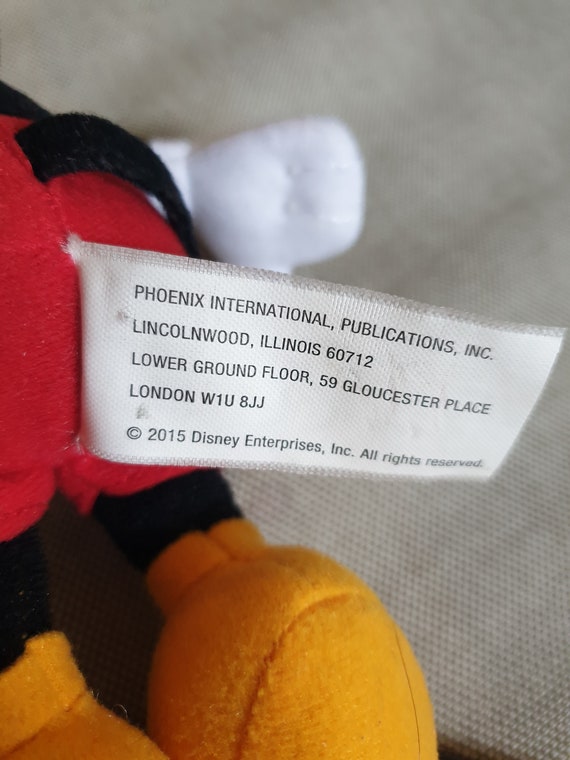 PHOENIX INTERNATIONAL, PUBLICATIONS, INC.
LINCOLNWOOD, ILLINOIS 60712
LOWER GROUND FLOOR, 59 GLOUCESTER PLACE
LONDON W1U 8JJ
© 2015 Disney Enterprises, Inc. All rights reserved.